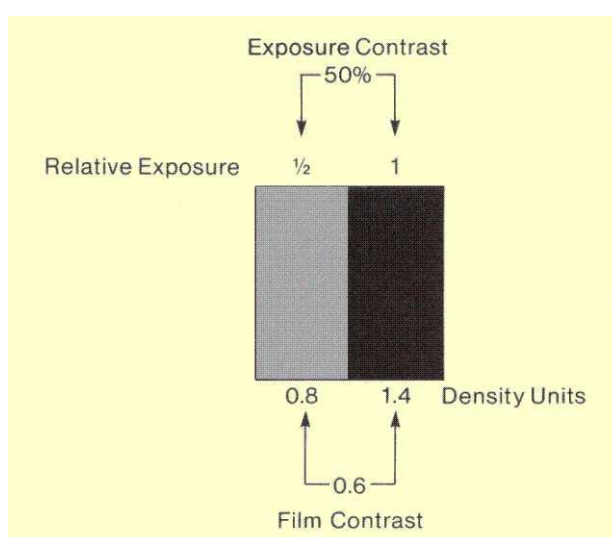 Exposure Contrast
50%
Relative Exposure ½ 1
0.8 1.4 Density Units
0.6
Film Contrast